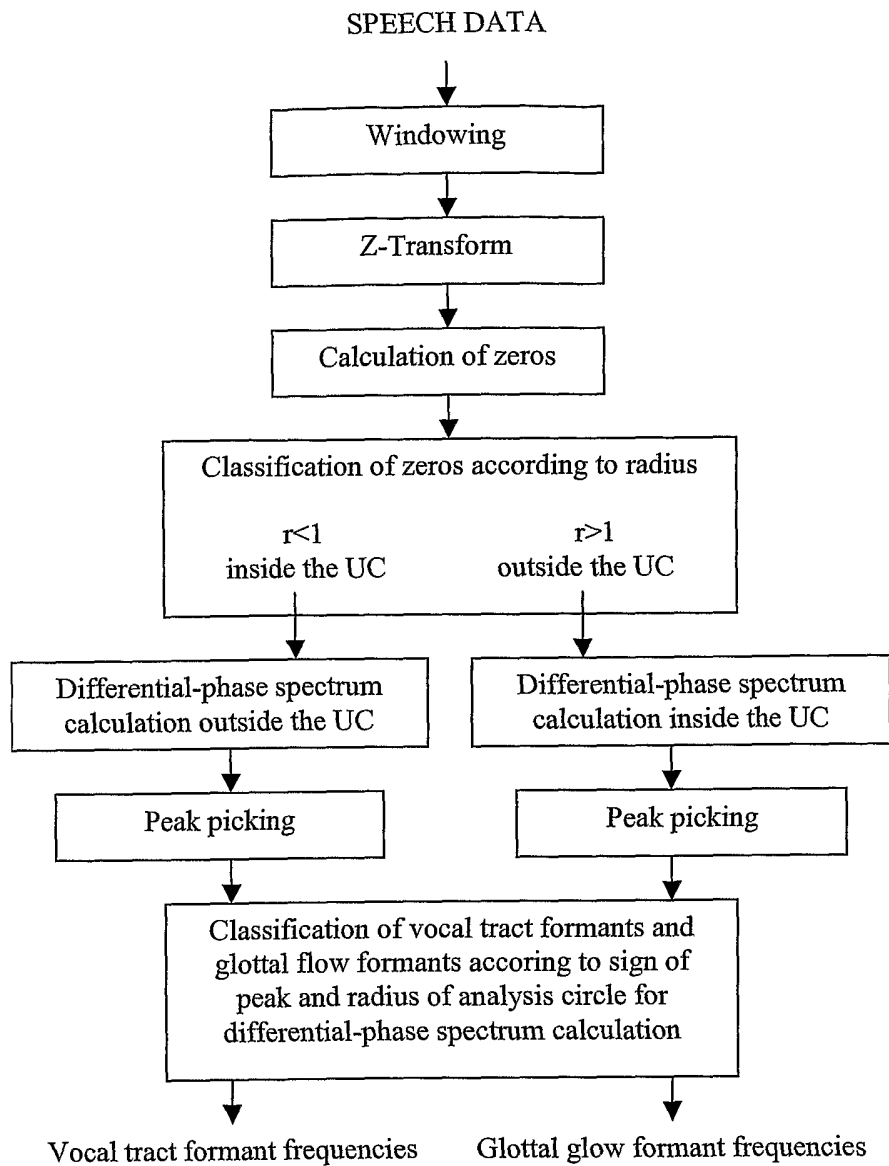 SPEECH DATA
Windowing
Z-Transform
Calculation of zeros
Classification of zeros according to radius
r<1
inside the UC
r>1
outside the UC
Differential-phase spectrum
calculation outside the UC
Differential-phase spectrum
calculation inside the UC
Peak picking
Peak picking
Classification of vocal tract formants and
glottal flow formants accoring to sign of
peak and radius of analysis circle for
differential-phase spectrum calculation
Vocal tract formant frequencies
Glottal glow formant frequencies